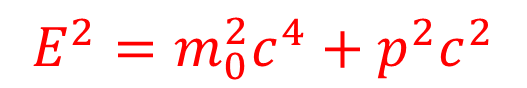 E² = m₀²c⁴ + p²c²